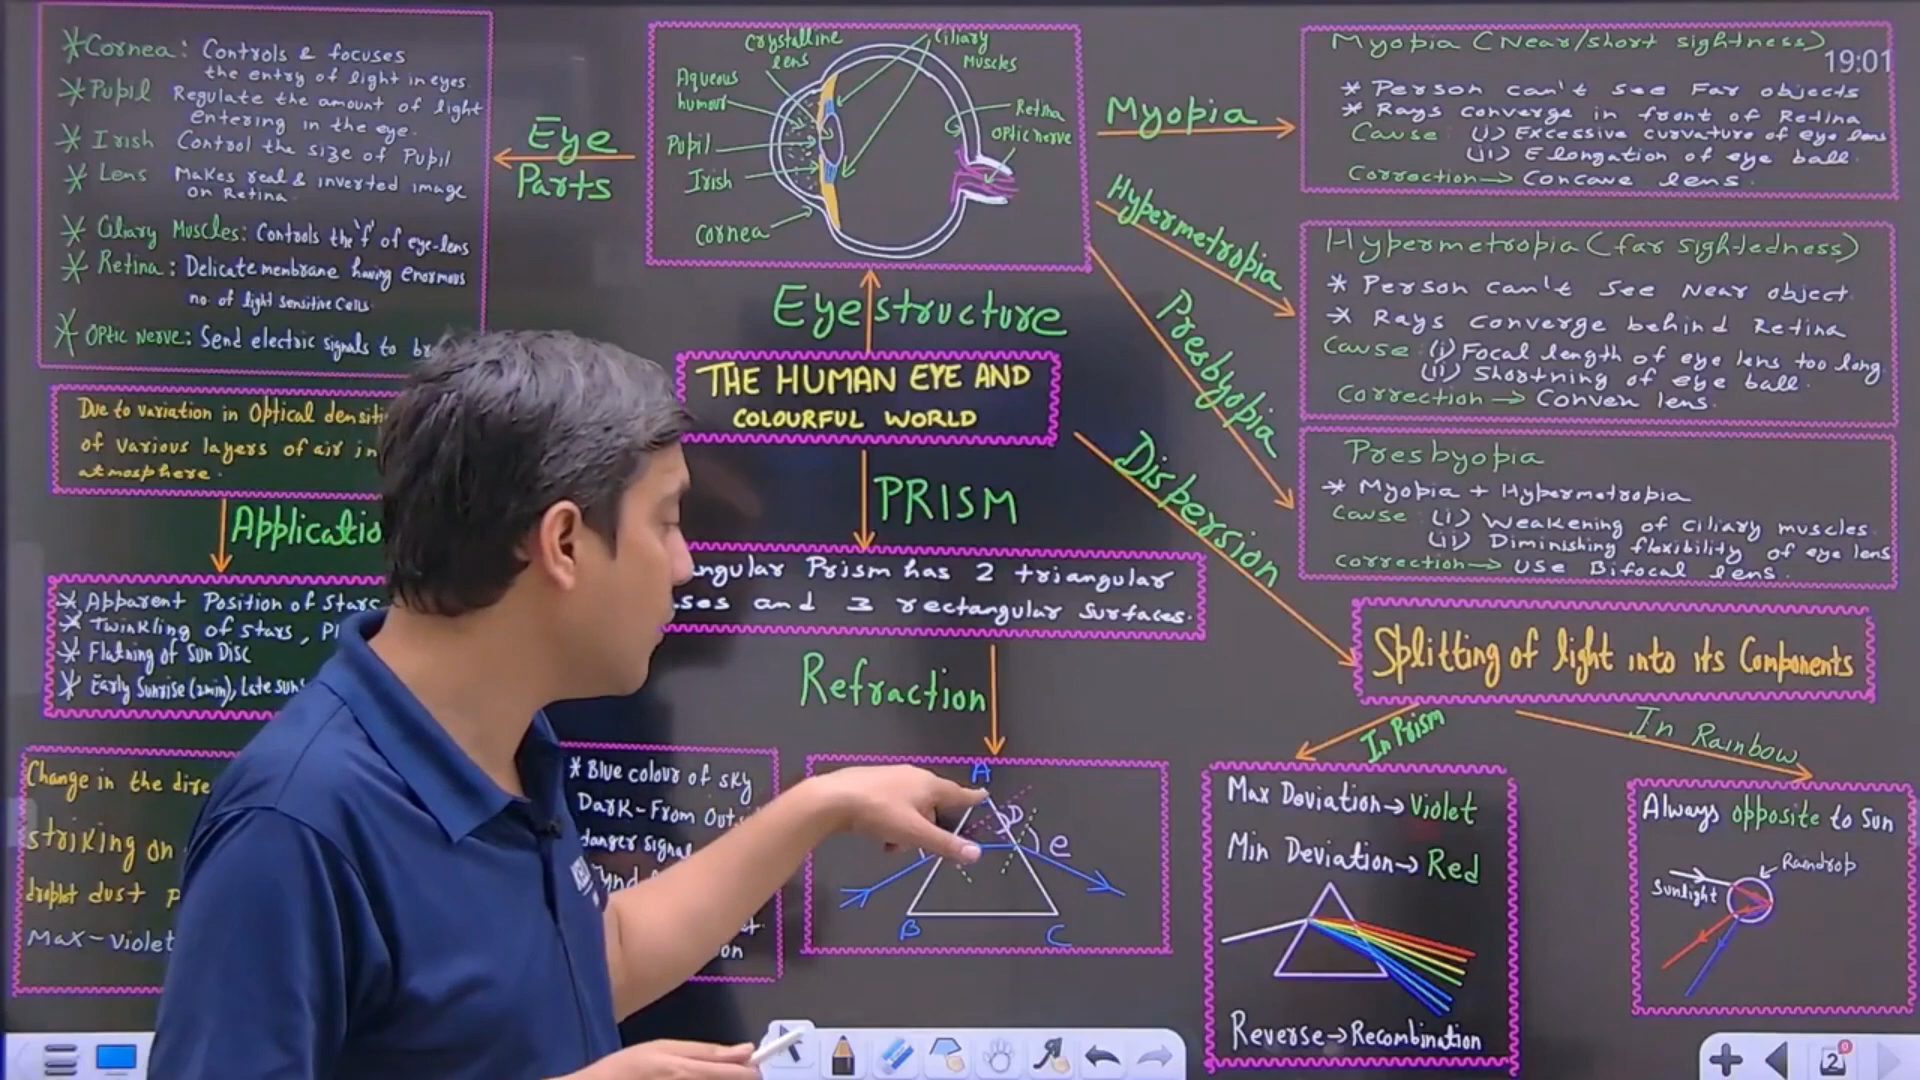 *Cornea: Controls & focuses
the entry of light in eyes
*Pupil Regulate the amount of light
entering in the eye.
* Irish Control the size of Pupil
* Lens Makes real & inverted image
on Retina
* Ciliary Muscles: Controls the 'f' of eye-lens
* Retina: Delicate membrane having enormous
no. of light sensitive cells
* Optic Nerve: Send electric signals to
Eye
Parts
crystalline
lens
Ciliary
Muscles
Aqueous
humour
Retina
optic nerve
Pupil
Irish
Cornea
Eye structure
THE HUMAN EYE AND
COLOURFUL WORLD
Myopia
Hypermetropia
Presbyopia
Dispersion
Myopia (Near/short sightness)
19:01
* Person can't see Far objects
* Rays converge in front of Retina
Cause: (i) Excessive curvature of eye lens
(ii) Elongation of eye ball.
Correction → Concave lens.
Hypermetropia (far sightedness)
* Person can't see Near object.
* Rays converge behind Retina
Cause: (i) Focal length of eye lens too long.
(ii) Shortning of eye ball.
Correction → Conven lens.
Presbyopia
* Myopia + Hypermetropia
Cause (i) Weakening of ciliary muscles.
(ii) Diminishing flexibility of eye lens
Correction → Use Bifocal lens.
Due to variation in Optical
of various layers of air in
atmosphere.
* Apparent Position of Stars
* Twinkling of stars,
* Flatning of Sun Disc
* Early Sunrise (2min), Late
Change in the
striking on
droplet dust
Max-Violet
* Blue colour of sky
Dark-From
danger signal
PRISM
Prism has 2 triangular
and 3 rectangular surfaces.
Refraction
A
D
e
B
C
Splitting of light into its Components
In Prism
In Rainbow
Max Deviation → Violet
Min Deviation → Red
Reverse → Recombination
Always opposite to Sun
Raindrop
Sunlight
2
0